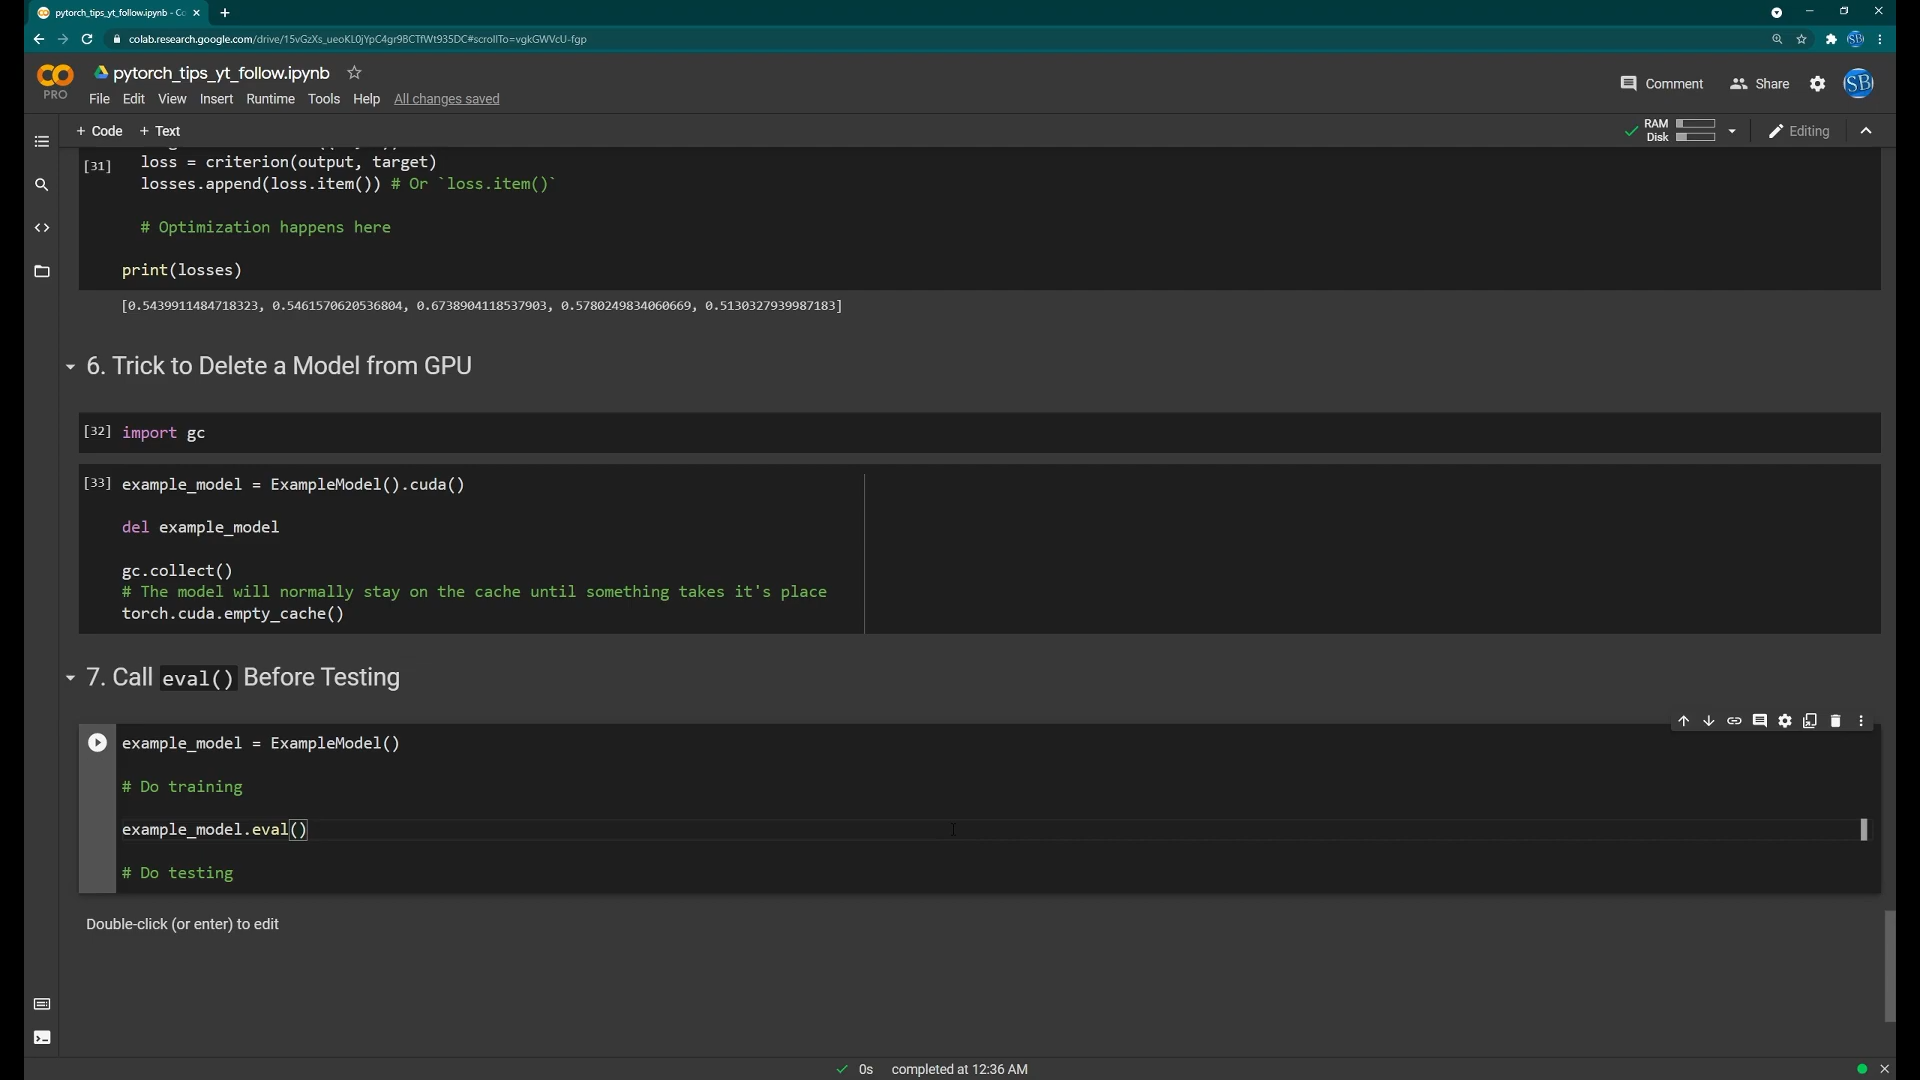 pytorch_tips_yt_follow.ipynb - C
colab.research.google.com/drive/15vGzXs_ueoKL0jYpC4gr9BCTfWt935DC#scrollTo=vgkGWVcU-fgp
SB
PRO
pytorch_tips_yt_follow.ipynb
File Edit View Insert Runtime Tools Help All changes saved
Comment
Share
SB
+ Code + Text
RAM
Disk
Editing
[31] loss = criterion(output, target)
losses.append(loss.item()) # Or `loss.item()`
# Optimization happens here
print(losses)
[0.5439911484718323, 0.5461570620536804, 0.6738904118537903, 0.5780249834060669, 0.5130327939987183]
6. Trick to Delete a Model from GPU
[32] import gc
[33] example_model = ExampleModel().cuda()
del example_model
gc.collect()
# The model will normally stay on the cache until something takes it's place
torch.cuda.empty_cache()
7. Call eval() Before Testing
example_model = ExampleModel()
# Do training
example_model.eval()
# Do testing
Double-click (or enter) to edit
0s completed at 12:36 AM